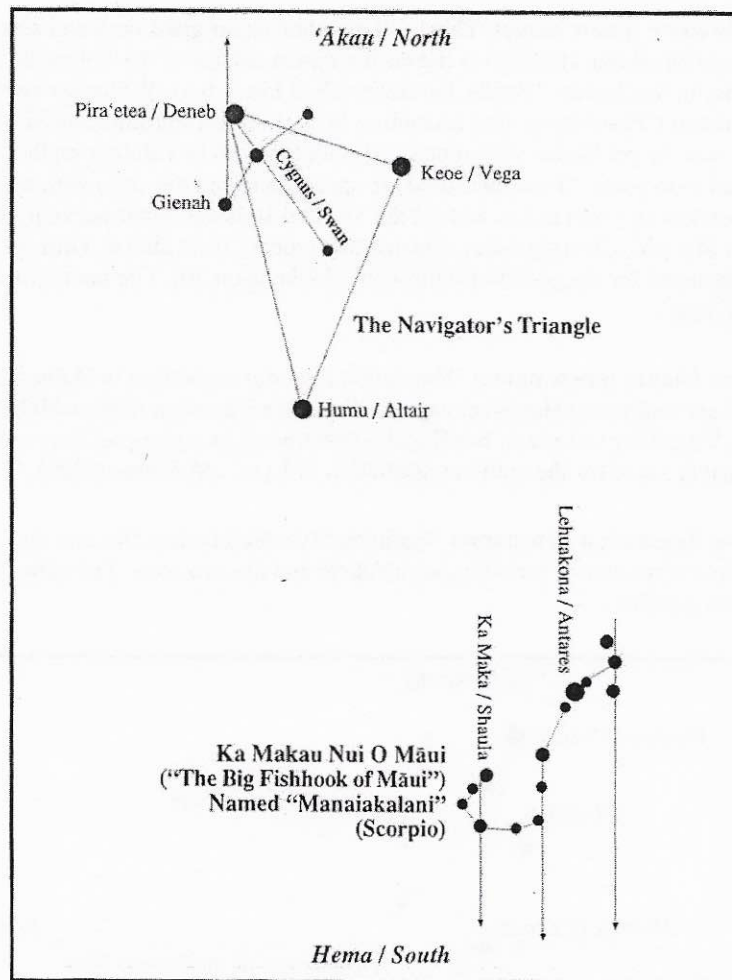 ‘Ākau / North
Pira‘etea / Deneb
Keoe / Vega
Cygnus / Swan
Gienah
The Navigator’s Triangle
Humu / Altair
Lehuakona / Antares
Ka Maka / Shaula
Ka Makau Nui O Māui
(“The Big Fishhook of Māui”)
Named “Manaiakalani”
(Scorpio)
Hema / South